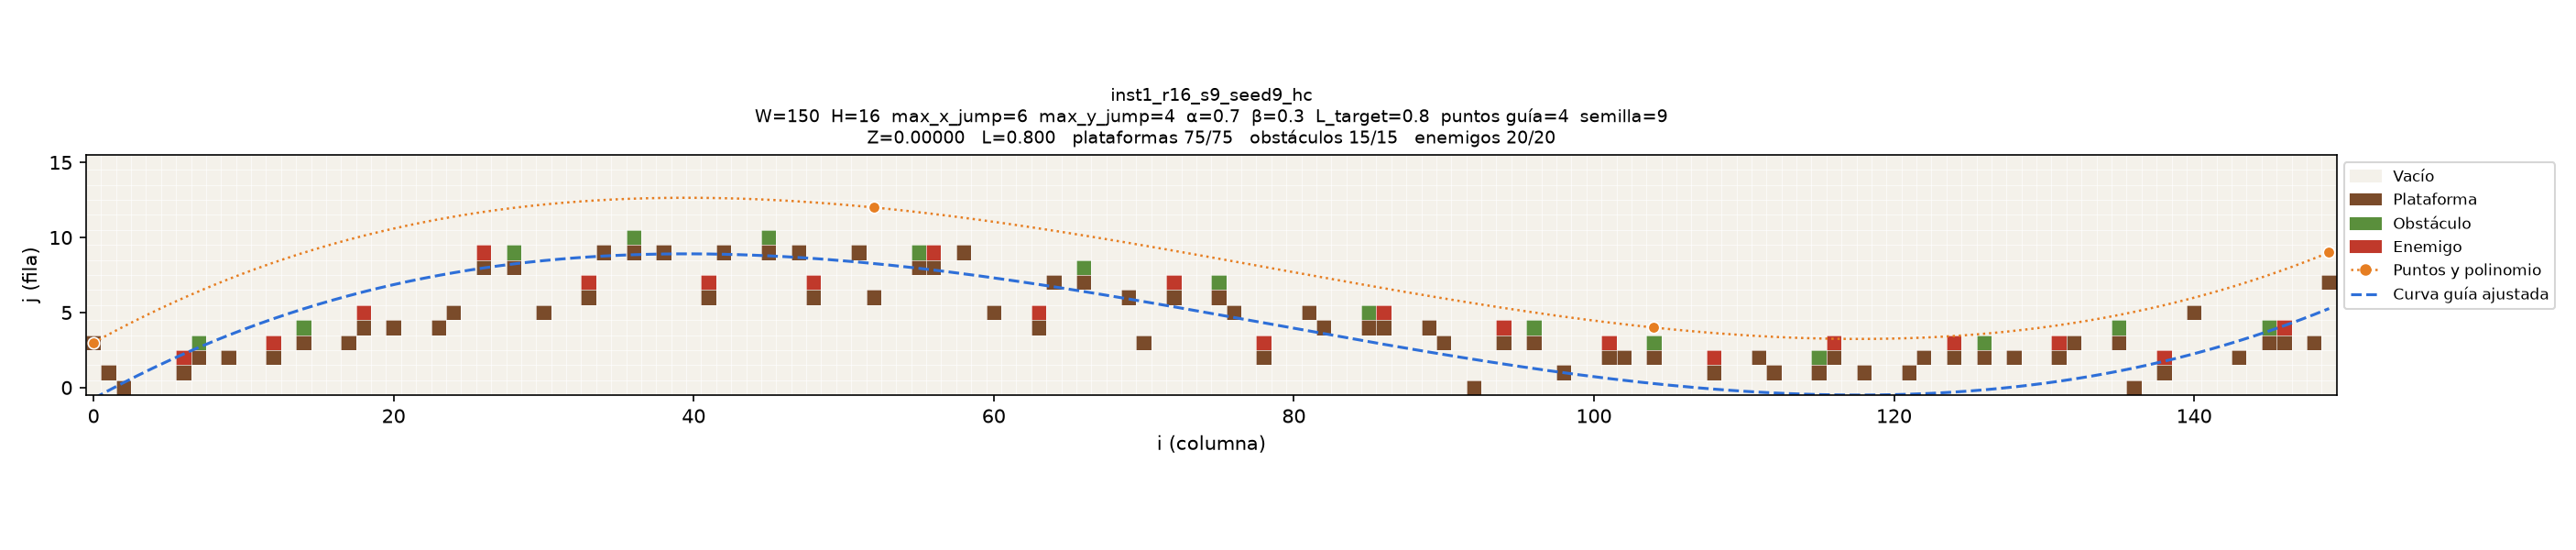 inst1_r16_s9_seed9_hc
W=150  H=16  max_x_jump=6  max_y_jump=4  α=0.7  β=0.3  L_target=0.8  puntos guía=4  semilla=9
Z=0.00000   L=0.800   plataformas 75/75   obstáculos 15/15   enemigos 20/20
j (fila)
15
10
5
0
0 20 40 60 80 100 120 140
i (columna)
Vacío
Plataforma
Obstáculo
Enemigo
Puntos y polinomio
Curva guía ajustada